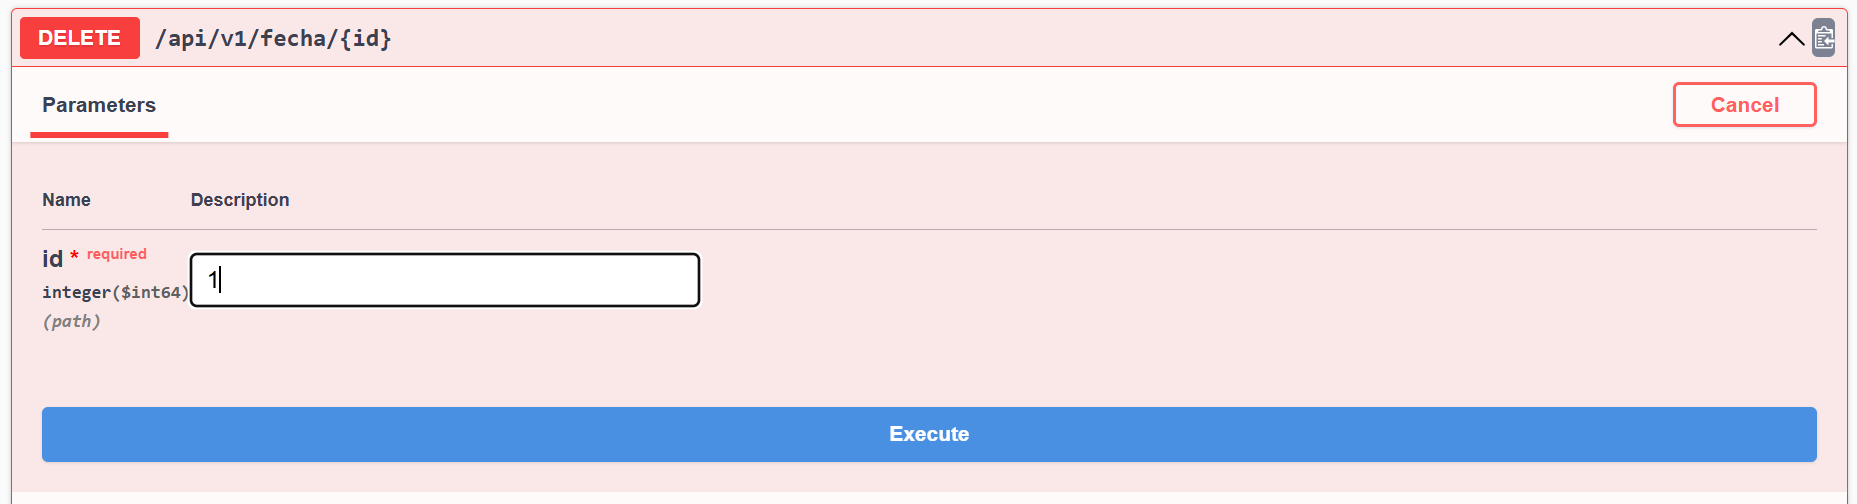 DELETE /api/v1/fecha/{id}
Parameters
Cancel
Name Description
id * required
integer($int64)
(path)
1
Execute